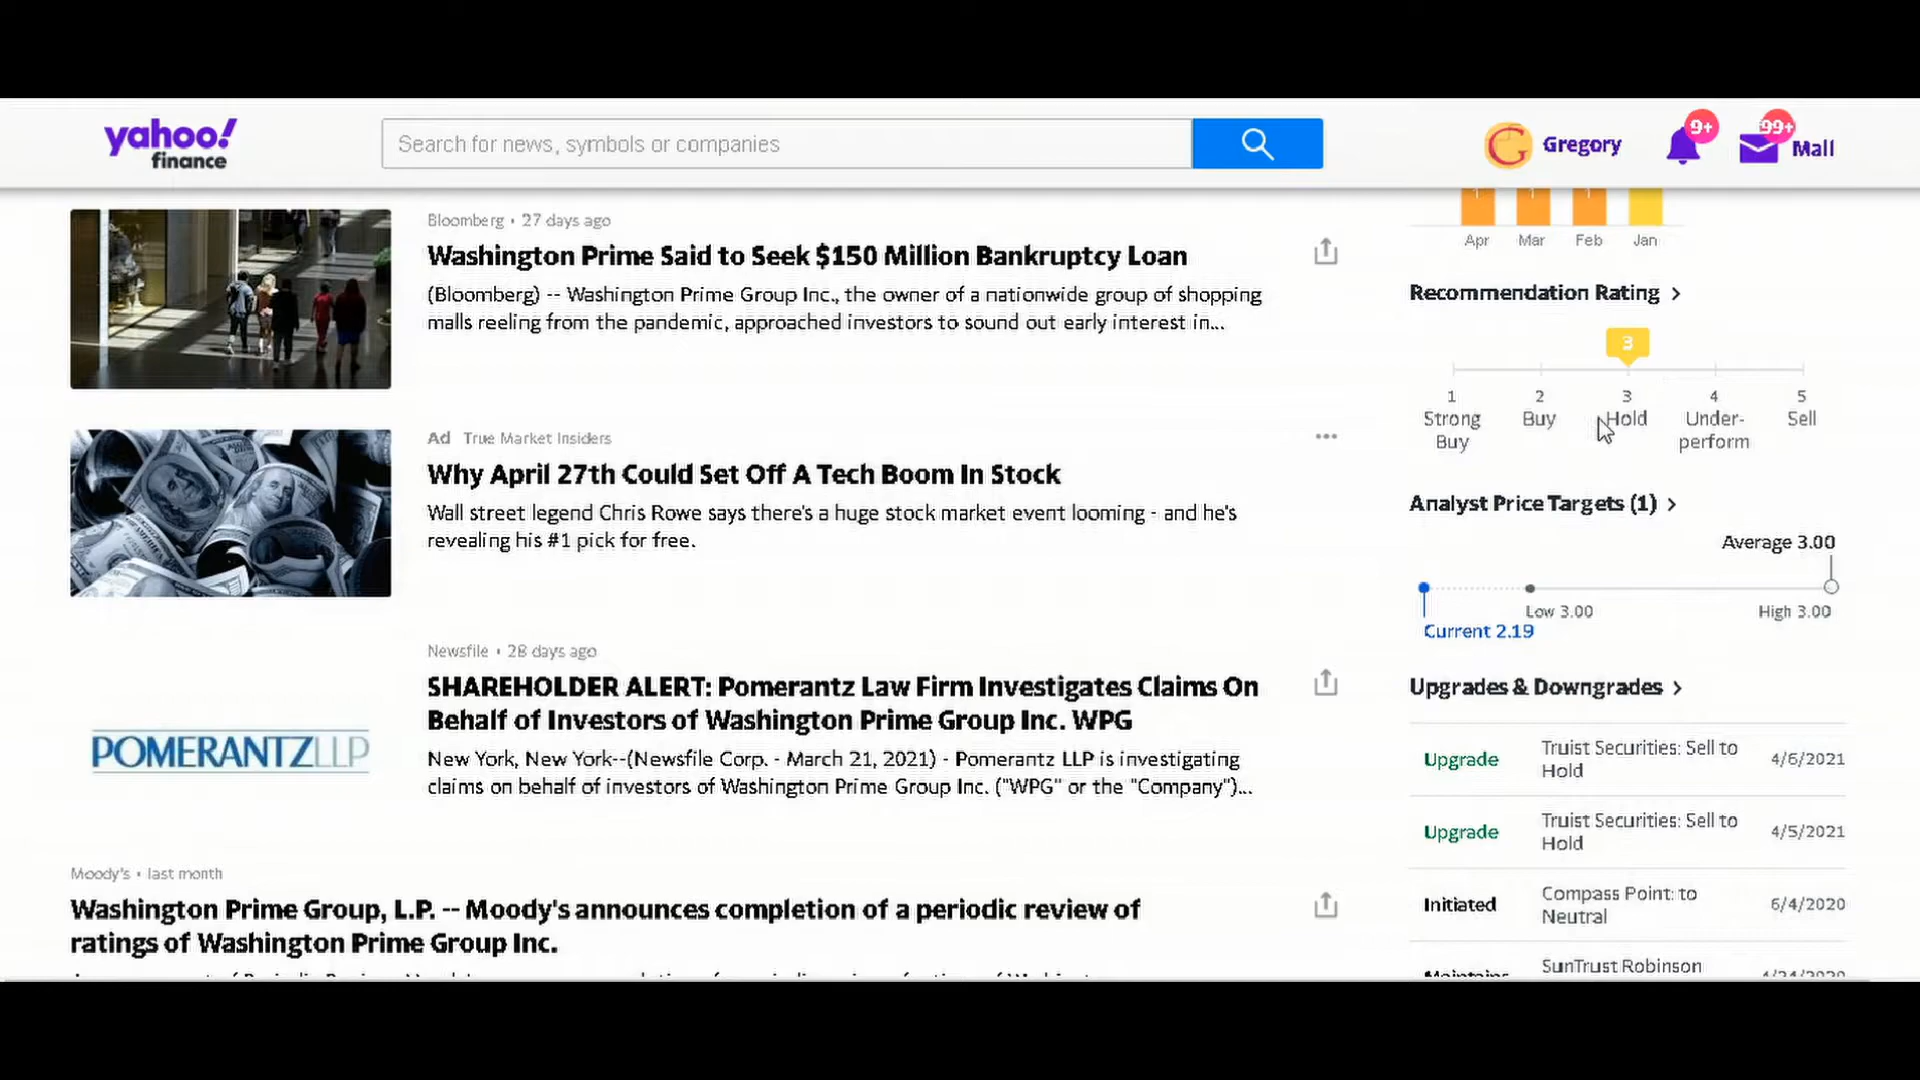 yahoo!
finance
Search for news, symbols or companies
Gregory
9+
99+
Mail
Bloomberg • 27 days ago
Washington Prime Said to Seek $150 Million Bankruptcy Loan
(Bloomberg) -- Washington Prime Group Inc., the owner of a nationwide group of shopping
malls reeling from the pandemic, approached investors to sound out early interest in...
Ad True Market Insiders
Why April 27th Could Set Off A Tech Boom In Stock
Wall street legend Chris Rowe says there's a huge stock market event looming - and he's
revealing his #1 pick for free.
Newsfile • 28 days ago
SHAREHOLDER ALERT: Pomerantz Law Firm Investigates Claims On
Behalf of Investors of Washington Prime Group Inc. WPG
POMERANTZLLP
New York, New York--(Newsfile Corp. - March 21, 2021) - Pomerantz LLP is investigating
claims on behalf of investors of Washington Prime Group Inc. ("WPG" or the "Company")...
Moody's • last month
Washington Prime Group, L.P. -- Moody's announces completion of a periodic review of
ratings of Washington Prime Group Inc.
Apr Mar Feb Jan
Recommendation Rating >
3
1 2 3 4 5
Strong Buy Hold Under- Sell
Buy perform
Analyst Price Targets (1) >
Average 3.00
Low 3.00 High 3.00
Current 2.19
Upgrades & Downgrades >
Upgrade Truist Securities: Sell to Hold 4/6/2021
Upgrade Truist Securities: Sell to Hold 4/5/2021
Initiated Compass Point: to Neutral 6/4/2020
Maintains SunTrust Robinson